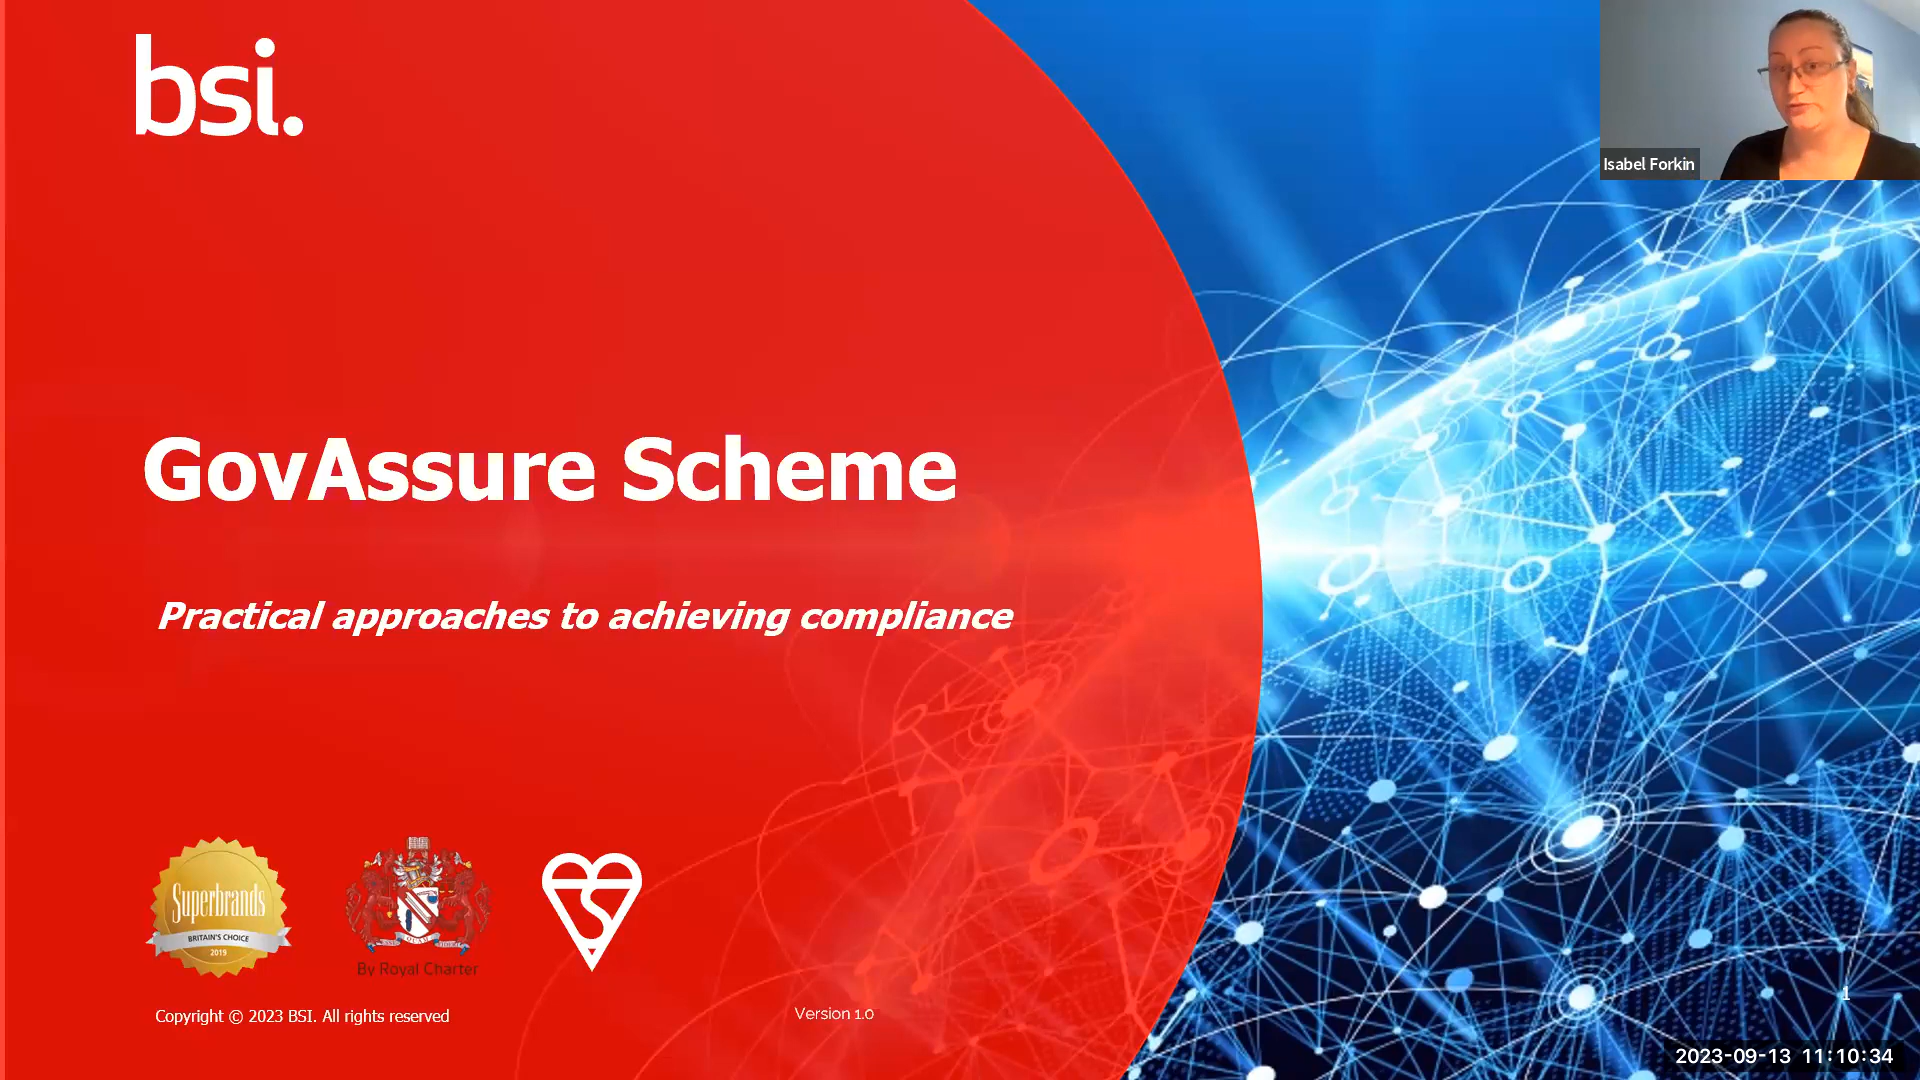 bsi.
Isabel Forkin
GovAssure Scheme
Practical approaches to achieving compliance
Superbrands
BRITAIN'S CHOICE
2019
By Royal Charter
Copyright © 2023 BSI. All rights reserved
Version 1.0
1
2023-09-13 11:10:34